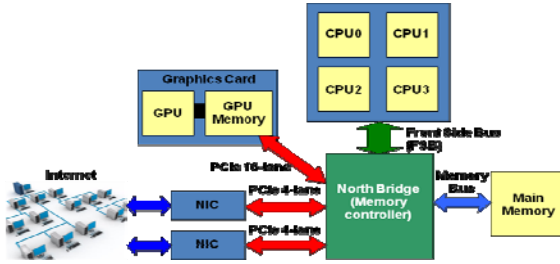 CPU0
CPU1
CPU2
CPU3
Graphics Card
GPU
GPU
Memory
Front Side Bus
(FSB)
PCIe 16-lane
Internet
NIC
PCIe 4-lane
NIC
PCIe 4-lane
North Bridge
(Memory
controller)
Memory
Bus
Main
Memory